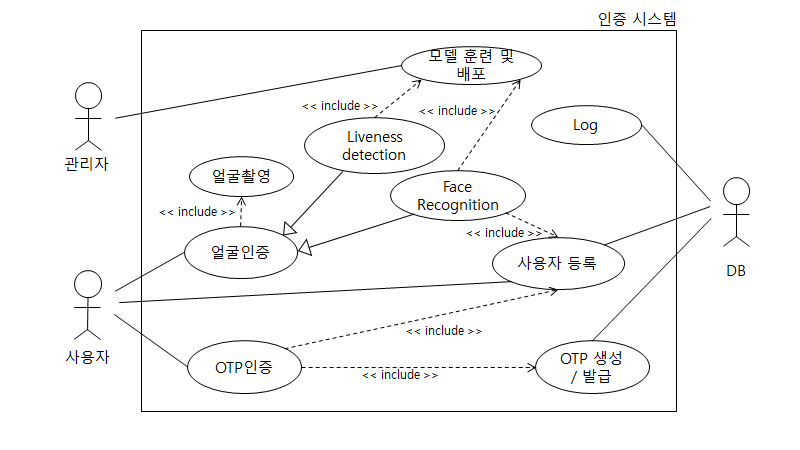 인증 시스템
모델 훈련 및
배포
<< include >>
<< include >>
Log
Liveness
detection
관리자
얼굴촬영
Face
Recognition
<< include >>
<< include >>
얼굴인증
사용자 등록
DB
<< include >>
사용자
OTP인증
<< include >>
OTP 생성
/ 발급